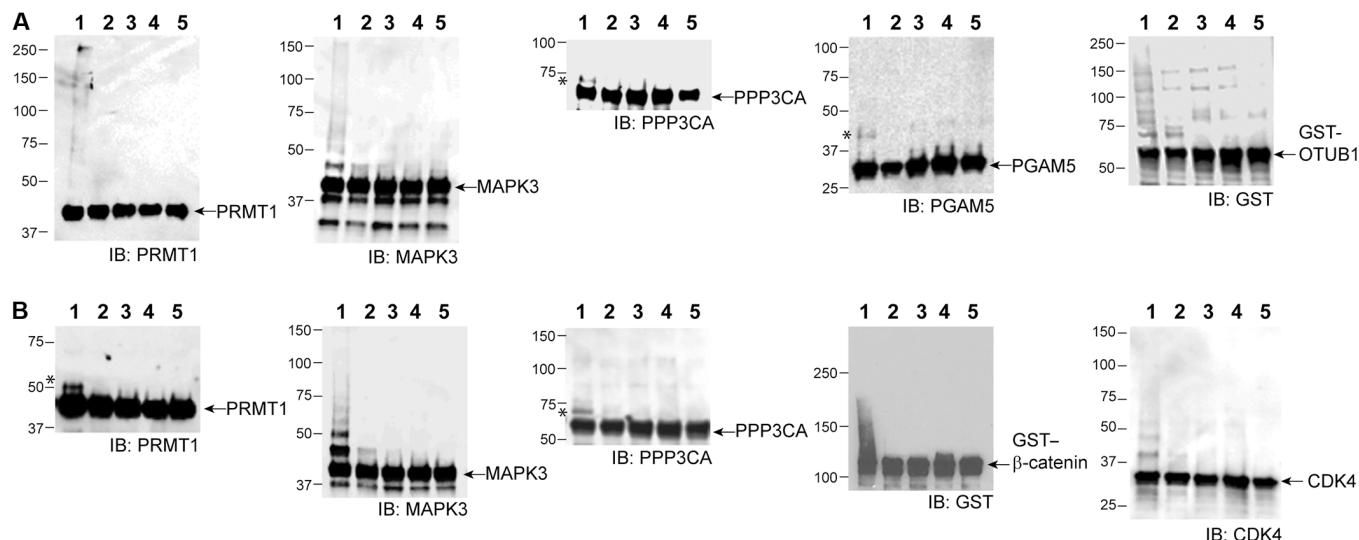 A
1 2 3 4 5
250
150
100
75
50
37
PRMT1
IB: PRMT1
1 2 3 4 5
150
100
75
50
37
MAPK3
IB: MAPK3
1 2 3 4 5
100
75
*
PPP3CA
IB: PPP3CA
1 2 3 4 5
100
75
50
*
37
25
PGAM5
IB: PGAM5
1 2 3 4 5
250
150
100
75
50
GST-
OTUB1
IB: GST
B
1 2 3 4 5
75
*
50
37
PRMT1
IB: PRMT1
1 2 3 4 5
150
100
75
50
37
MAPK3
IB: MAPK3
1 2 3 4 5
150
100
75
*
50
PPP3CA
IB: PPP3CA
1 2 3 4 5
250
150
100
GST–
β-catenin
IB: GST
1 2 3 4 5
150
100
75
50
37
25
CDK4
IB: CDK4